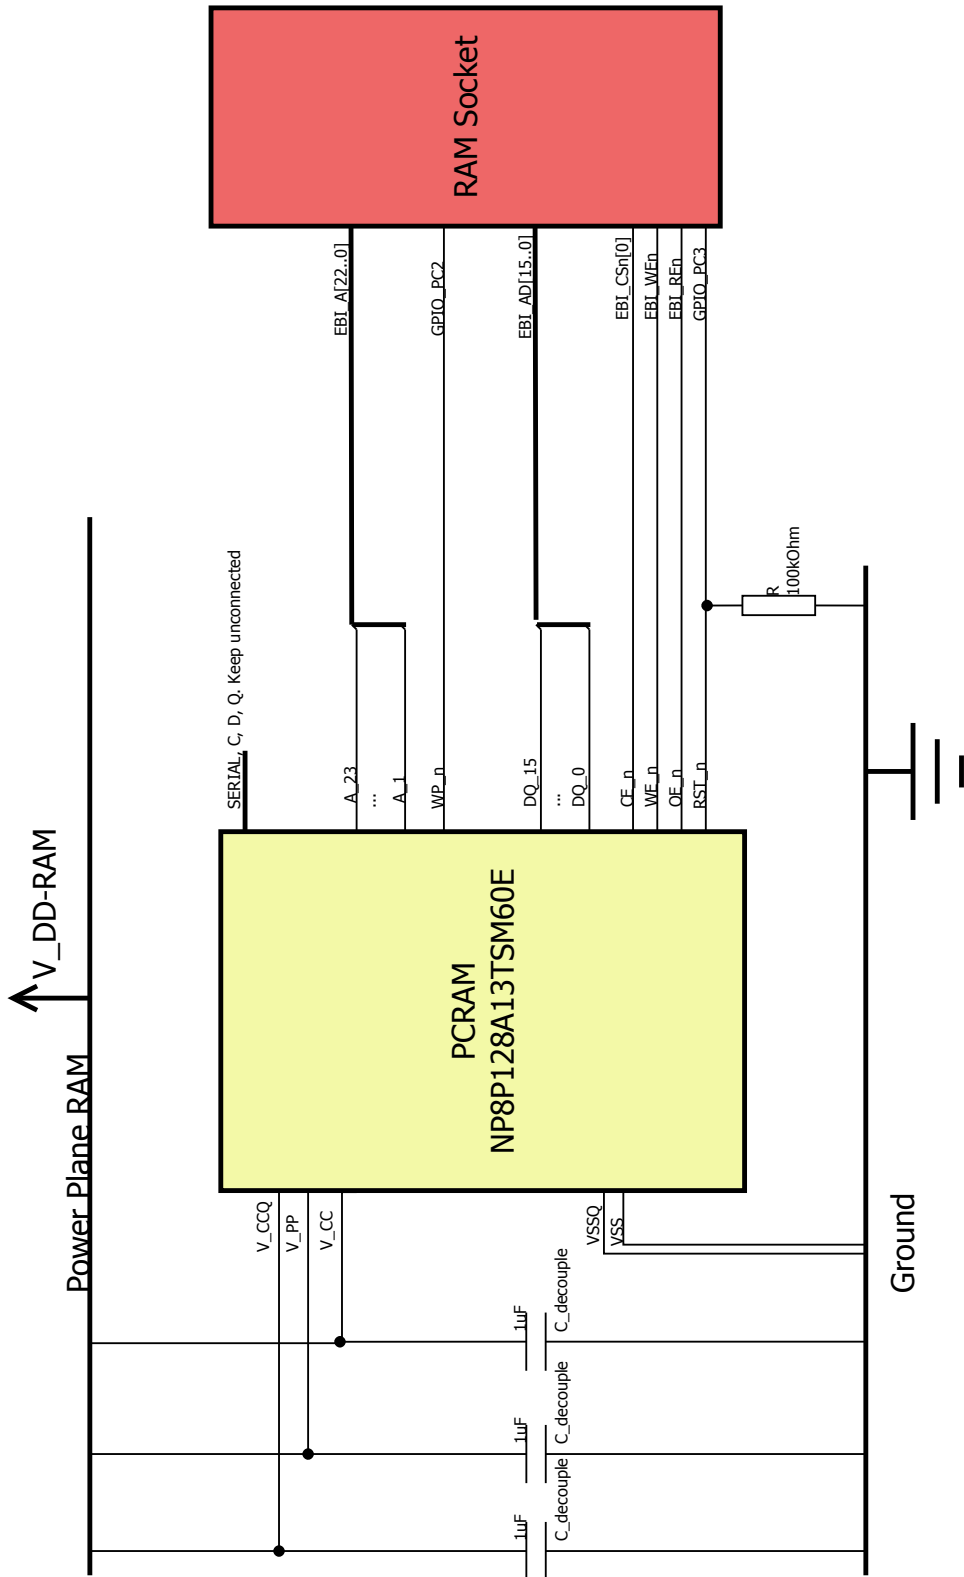 V_DD-RAM
Power Plane RAM
V_CCQ
V_PP
V_CC
VSSQ
VSS
1uF
C_decouple
1uF
C_decouple
1uF
C_decouple
Ground
PCRAM
NP8P128A13TSM60E
SERIAL, C, D, Q. Keep unconnected
A_23
...
A_1
WP_n
DQ_15
...
DQ_0
CE_n
WE_n
OE_n
RST_n
R
100kOhm
EBI_A[22..0]
GPIO_PC2
EBI_AD[15..0]
EBI_CSn[0]
EBI_WEn
EBI_REn
GPIO_PC3
RAM Socket